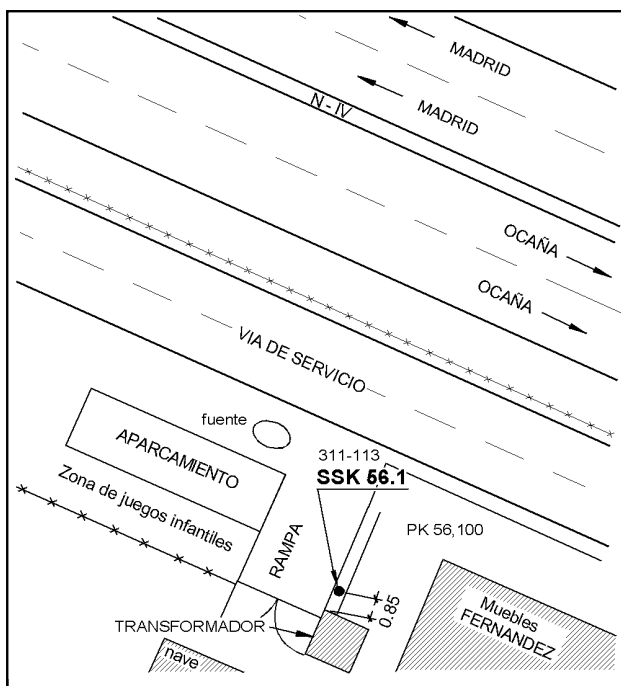 MADRID
MADRID
N - IV
OCAÑA
OCAÑA
VIA DE SERVICIO
fuente
APARCAMIENTO
311-113
SSK 56.1
Zona de juegos infantiles
PK 56,100
RAMPA
0.85
TRANSFORMADOR
Muebles
FERNANDEZ
nave